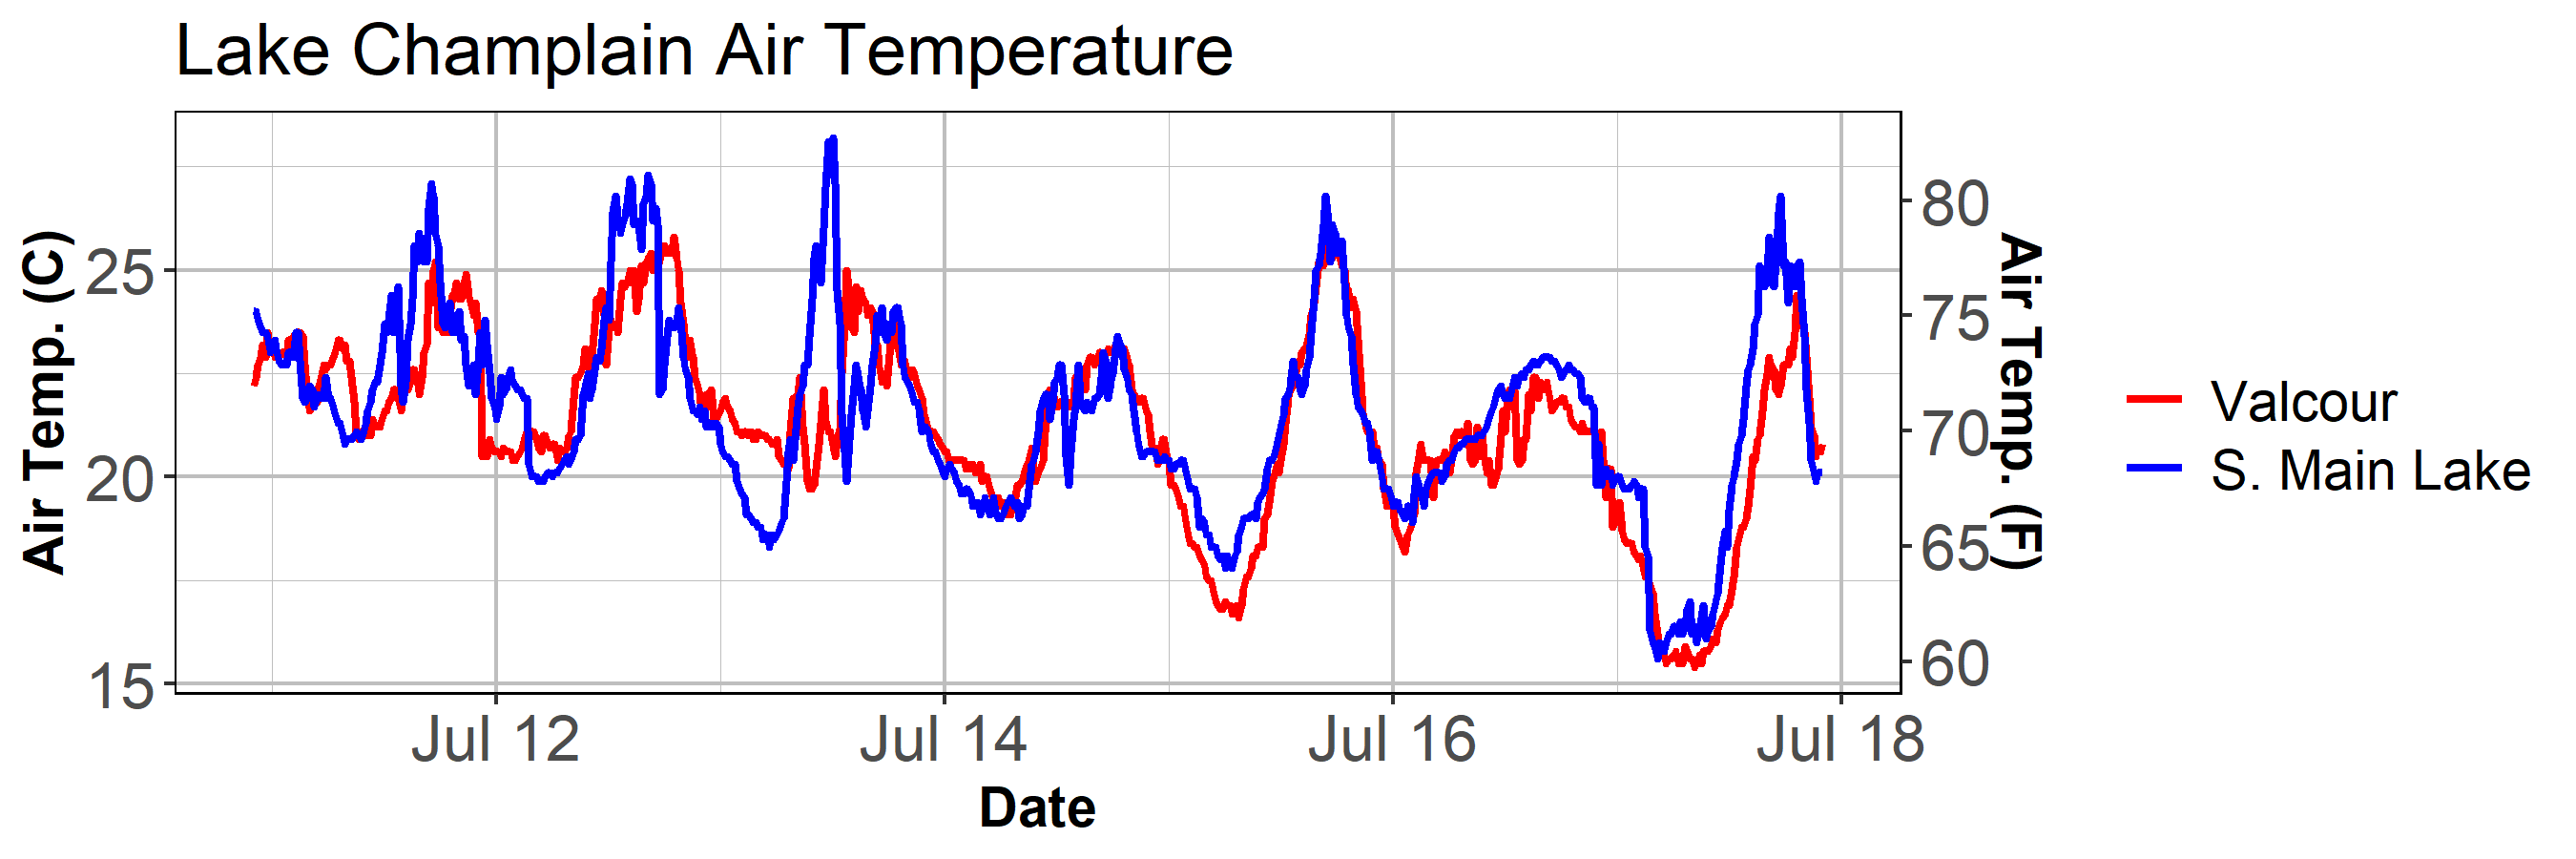 Lake Champlain Air Temperature
Air Temp. (C)
25
20
15
80
75
70
65
60
Air Temp. (F)
Jul 12
Jul 14
Jul 16
Jul 18
Date
Valcour
S. Main Lake